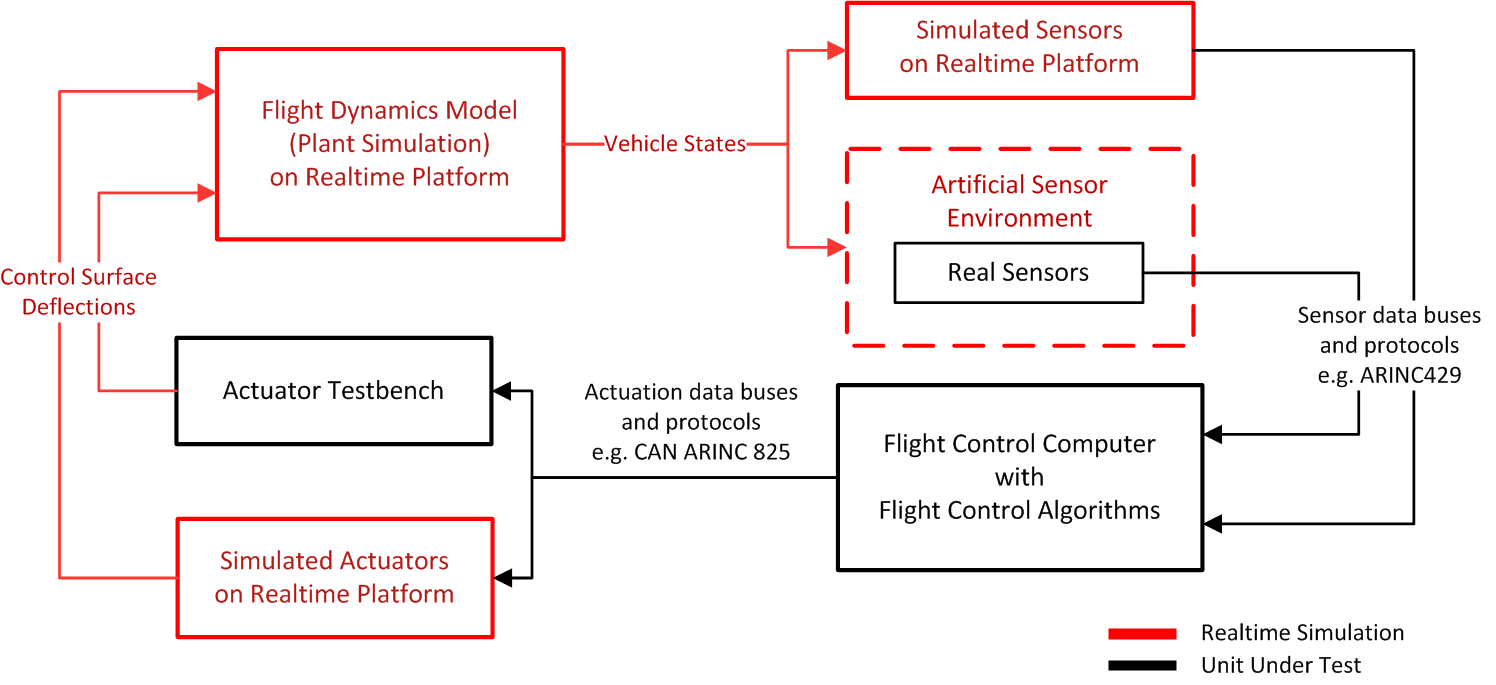 Simulated Sensors
on Realtime Platform
Flight Dynamics Model
(Plant Simulation)
on Realtime Platform
Vehicle States
Artificial Sensor
Environment
Real Sensors
Control Surface
Deflections
Sensor data buses
and protocols
e.g. ARINC429
Actuator Testbench
Actuation data buses
and protocols
e.g. CAN ARINC 825
Flight Control Computer
with
Flight Control Algorithms
Simulated Actuators
on Realtime Platform
Realtime Simulation
Unit Under Test